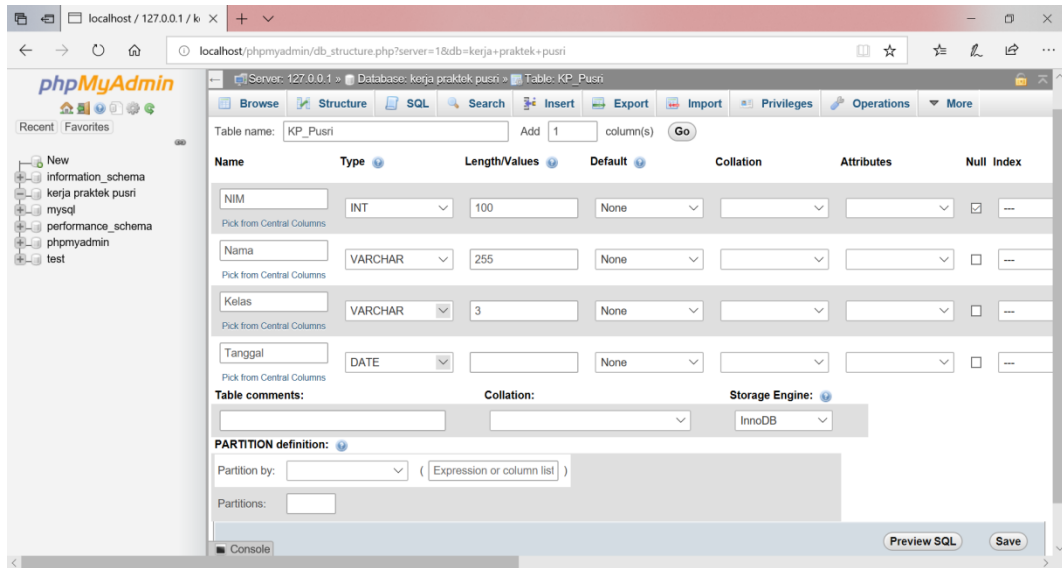 localhost / 127.0.0.1 / k
localhost/phpmyadmin/db_structure.php?server=1&db=kerja+praktek+pusri
phpMyAdmin
Recent Favorites
New
information_schema
kerja praktek pusri
mysql
performance_schema
phpmyadmin
test
Server: 127.0.0.1 » Database: kerja praktek pusri » Table: KP_Pusri
Browse Structure SQL Search Insert Export Import Privileges Operations More
Table name: KP_Pusri Add 1 column(s) Go
Name Type Length/Values Default Collation Attributes Null Index
NIM INT 100 None ---
Pick from Central Columns
Nama VARCHAR 255 None ---
Pick from Central Columns
Kelas VARCHAR 3 None ---
Pick from Central Columns
Tanggal DATE None ---
Pick from Central Columns
Table comments: Collation: Storage Engine:
InnoDB
PARTITION definition:
Partition by: ( Expression or column list )
Partitions:
Preview SQL Save
Console